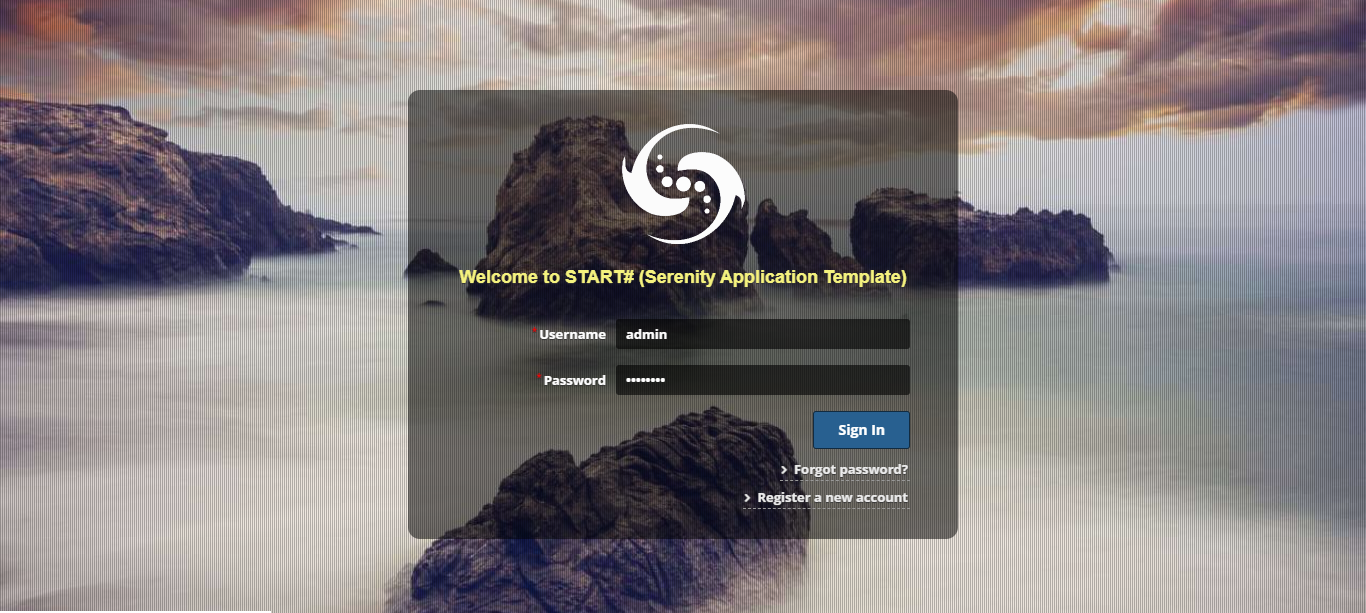 Welcome to START# (Serenity Application Template)
*Username admin
*Password ••••••••
Sign In
Forgot password?
Register a new account